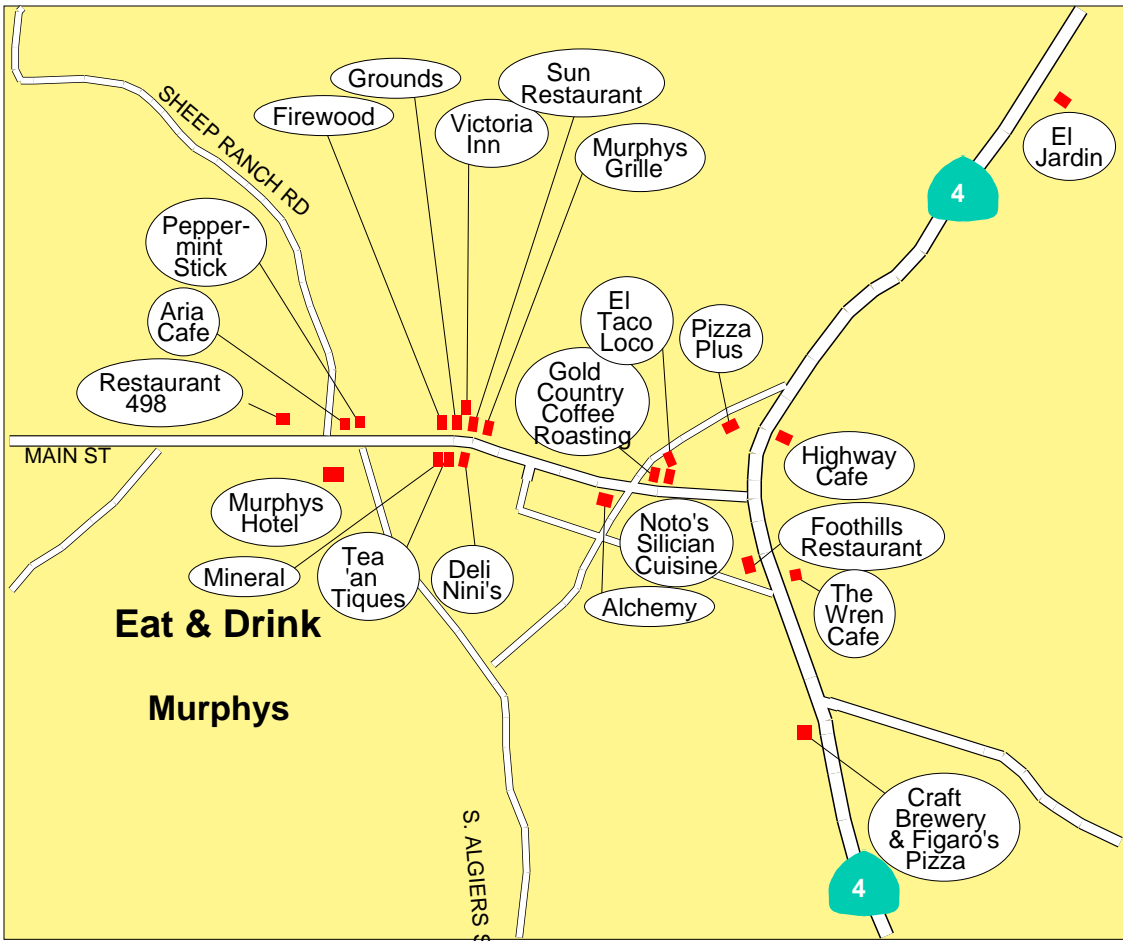 Grounds
Sun
Restaurant
Firewood
Victoria
Inn
Murphys
Grille
El
Jardin
SHEEP RANCH RD
4
Pepper-
mint
Stick
Aria
Cafe
El
Taco
Loco
Pizza
Plus
Restaurant
498
Gold
Country
Coffee
Roasting
MAIN ST
Highway
Cafe
Murphys
Hotel
Noto's
Silician
Cuisine
Foothills
Restaurant
Mineral
Tea
'an
Tiques
Deli
Nini's
Alchemy
The
Wren
Cafe
Eat & Drink
Murphys
S. ALGIERS S
Craft
Brewery
& Figaro's
Pizza
4